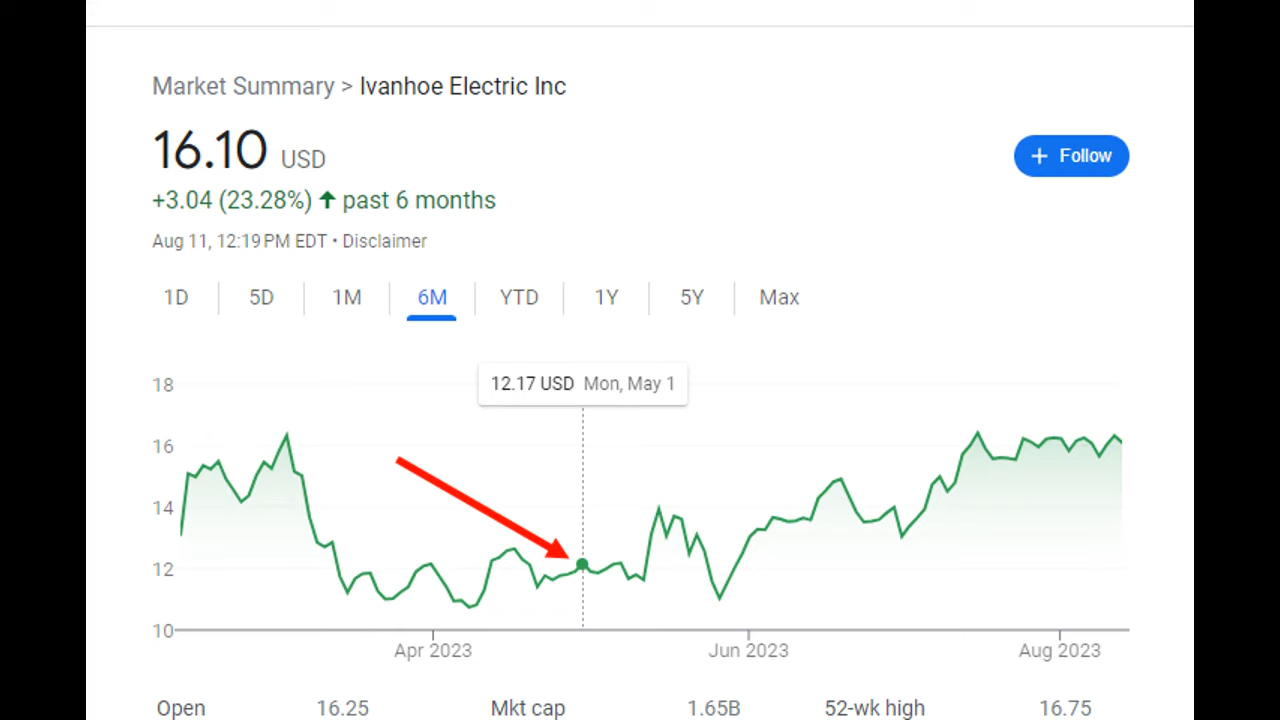 Market Summary > Ivanhoe Electric Inc
16.10 USD
+ Follow
+3.04 (23.28%) ↑ past 6 months
Aug 11, 12:19 PM EDT • Disclaimer
1D 5D 1M 6M YTD 1Y 5Y Max
12.17 USD Mon, May 1
18
16
14
12
10
Apr 2023 Jun 2023 Aug 2023
Open 16.25 Mkt cap 1.65B 52-wk high 16.75